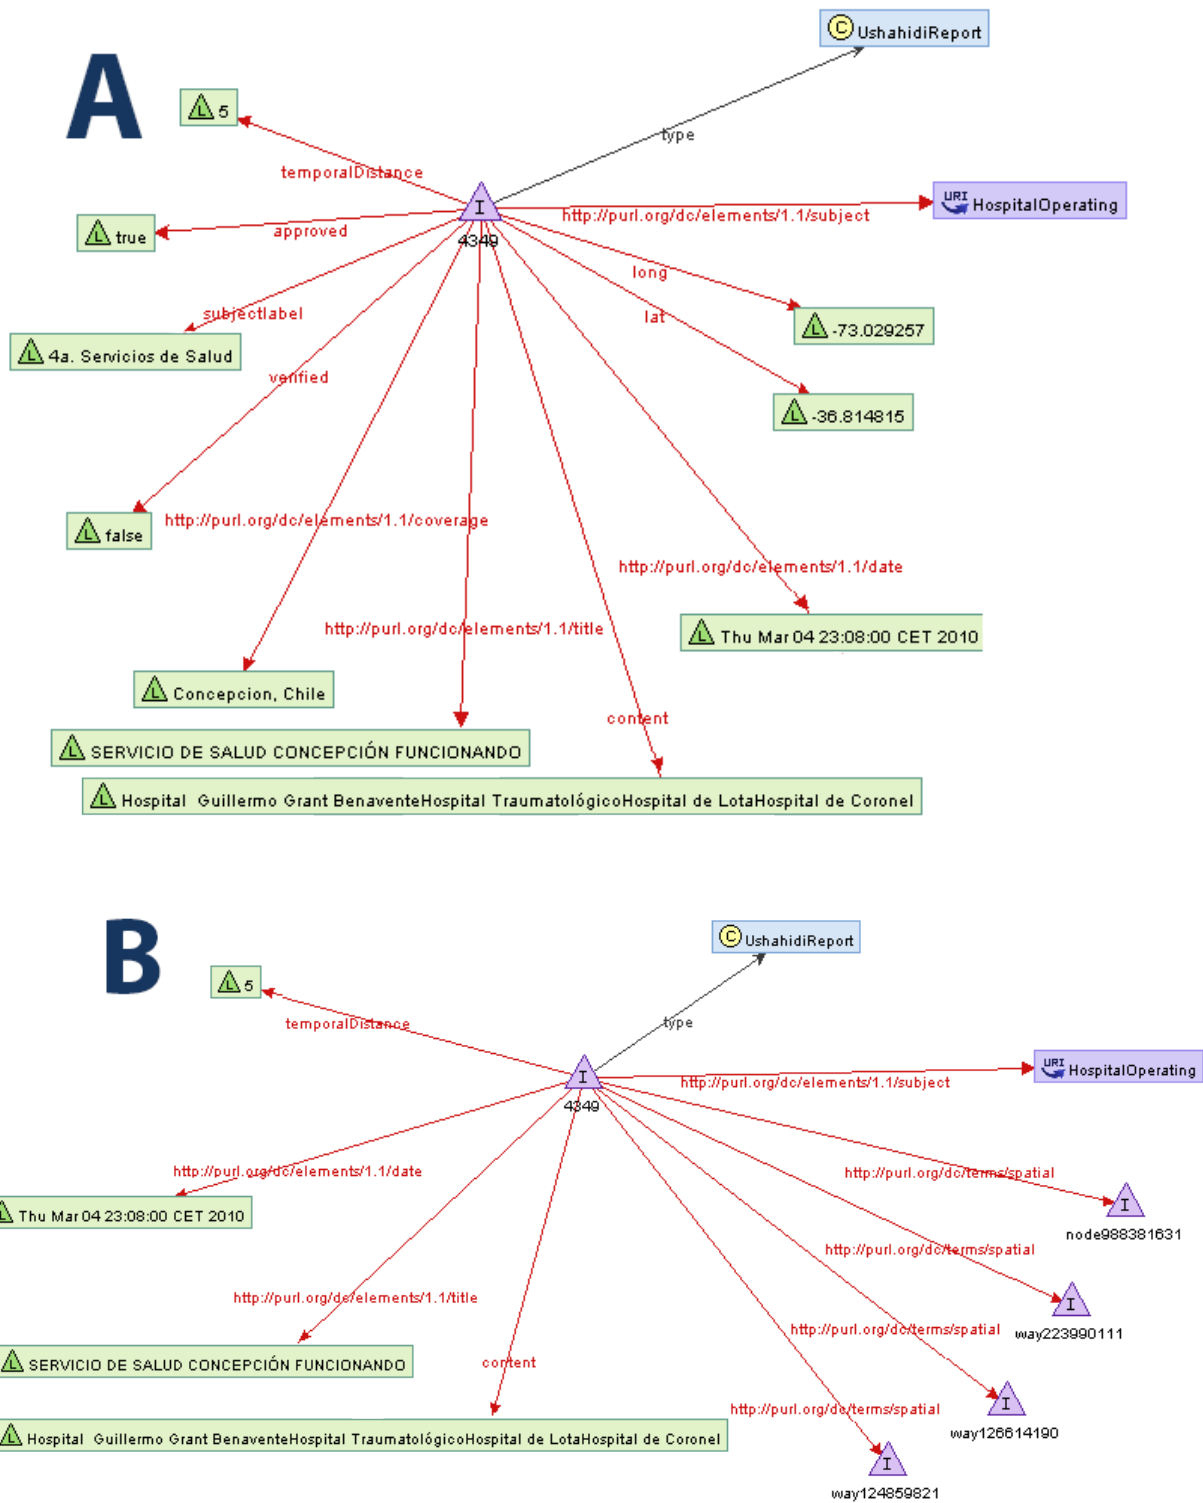 A
C UshahidiReport
L 5
type
temporalDistance
URI HospitalOperating
I
http://purl.org/dc/elements/1.1/subject
L true
approved
4349
long
subjectlabel
lat
L -73.029257
L 4a. Servicios de Salud
verified
L -36.814815
http://purl.org/dc/elements/1.1/coverage
L false
http://purl.org/dc/elements/1.1/date
http://purl.org/dc/elements/1.1/title
L Thu Mar 04 23:08:00 CET 2010
L Concepcion, Chile
content
L SERVICIO DE SALUD CONCEPCIÓN FUNCIONANDO
L Hospital Guillermo Grant BenaventeHospital TraumatológicoHospital de LotaHospital de Coronel
B
C UshahidiReport
L 5
temporalDistance
type
URI HospitalOperating
I
http://purl.org/dc/elements/1.1/subject
4349
http://purl.org/dc/elements/1.1/date
http://purl.org/dc/terms/spatial
I
L Thu Mar 04 23:08:00 CET 2010
node988381631
http://purl.org/dc/terms/spatial
http://purl.org/dc/elements/1.1/title
I
http://purl.org/dc/terms/spatial
way223990111
L SERVICIO DE SALUD CONCEPCIÓN FUNCIONANDO
content
I
http://purl.org/dc/terms/spatial
way126614190
L Hospital Guillermo Grant BenaventeHospital TraumatológicoHospital de LotaHospital de Coronel
I
way124859821